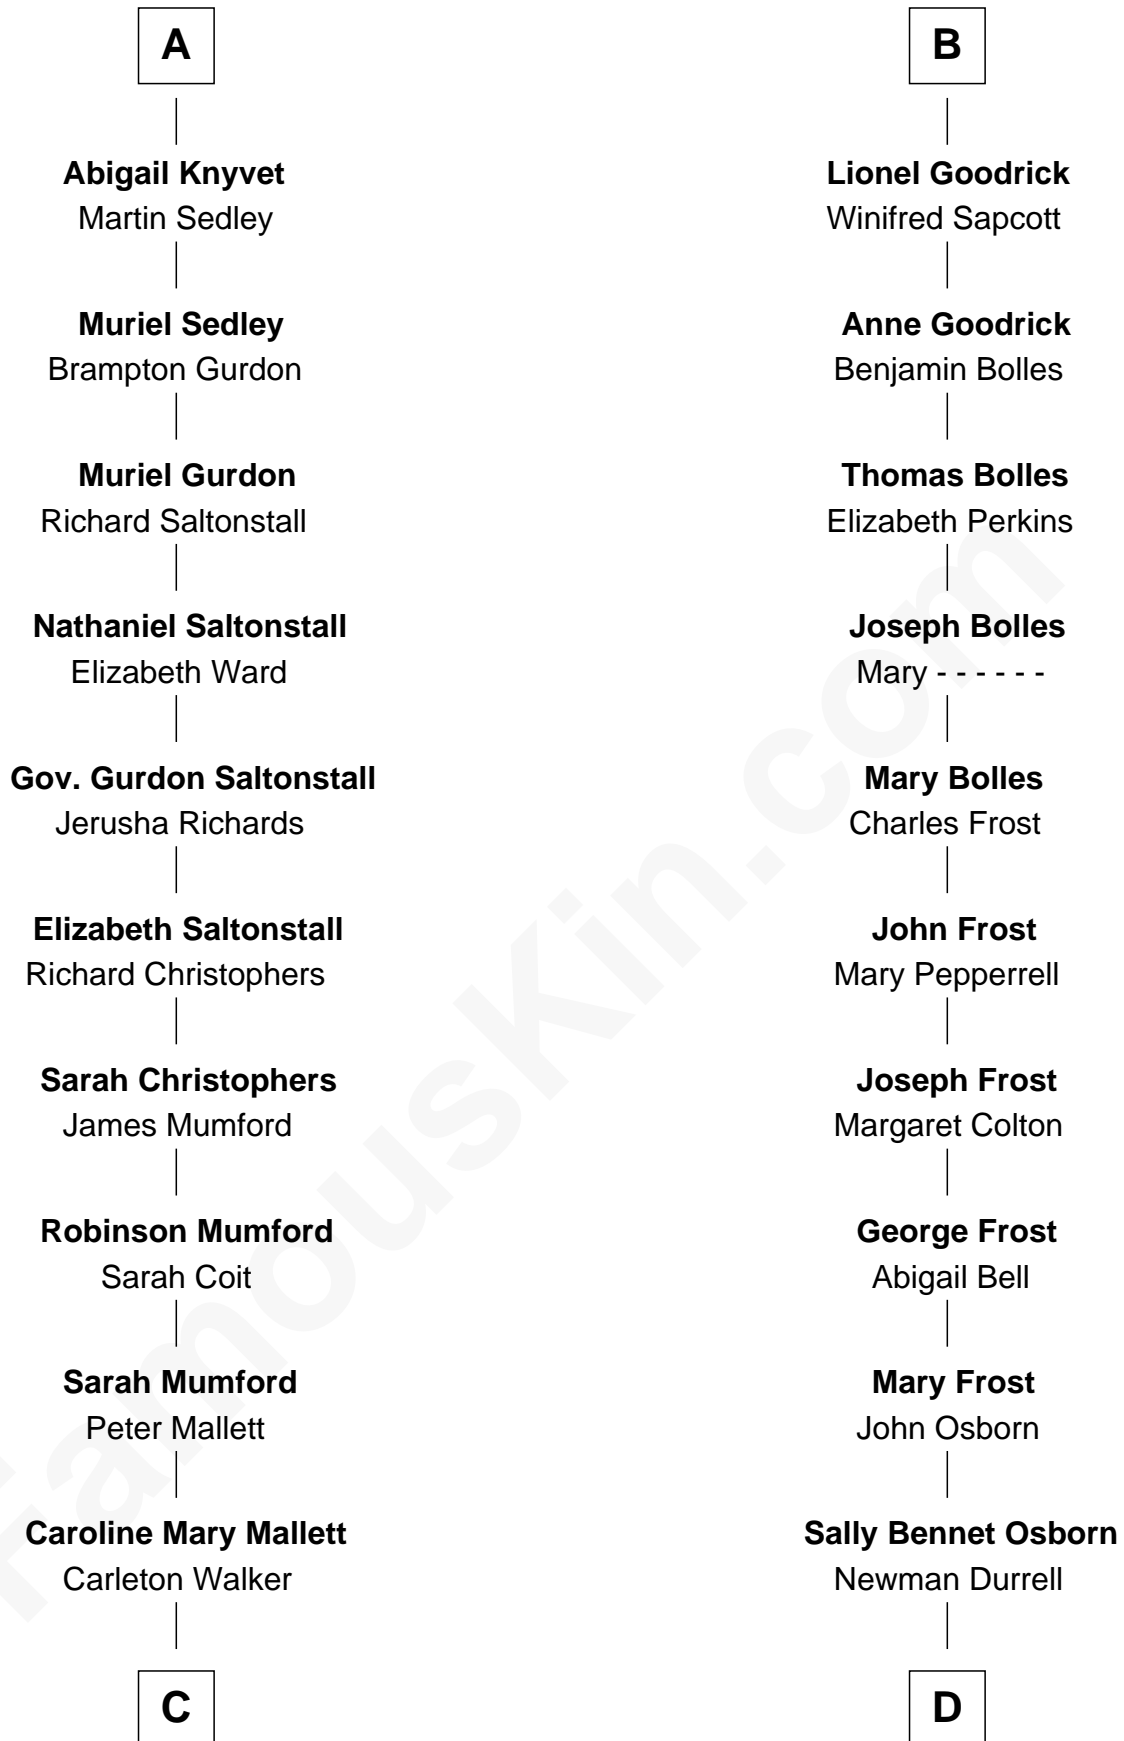 A
Abigail Knyvet
Martin Sedley
Muriel Sedley
Brampton Gurdon
Muriel Gurdon
Richard Saltonstall
Nathaniel Saltonstall
Elizabeth Ward
Gov. Gurdon Saltonstall
Jerusha Richards
Elizabeth Saltonstall
Richard Christophers
Sarah Christophers
James Mumford
Robinson Mumford
Sarah Coit
Sarah Mumford
Peter Mallett
Caroline Mary Mallett
Carleton Walker
C
B
Lionel Goodrick
Winifred Sapcott
Anne Goodrick
Benjamin Bolles
Thomas Bolles
Elizabeth Perkins
Joseph Bolles
Mary - - - - - -
Mary Bolles
Charles Frost
John Frost
Mary Pepperrell
Joseph Frost
Margaret Colton
George Frost
Abigail Bell
Mary Frost
John Osborn
Sally Bennet Osborn
Newman Durrell
D
FamousKin.com